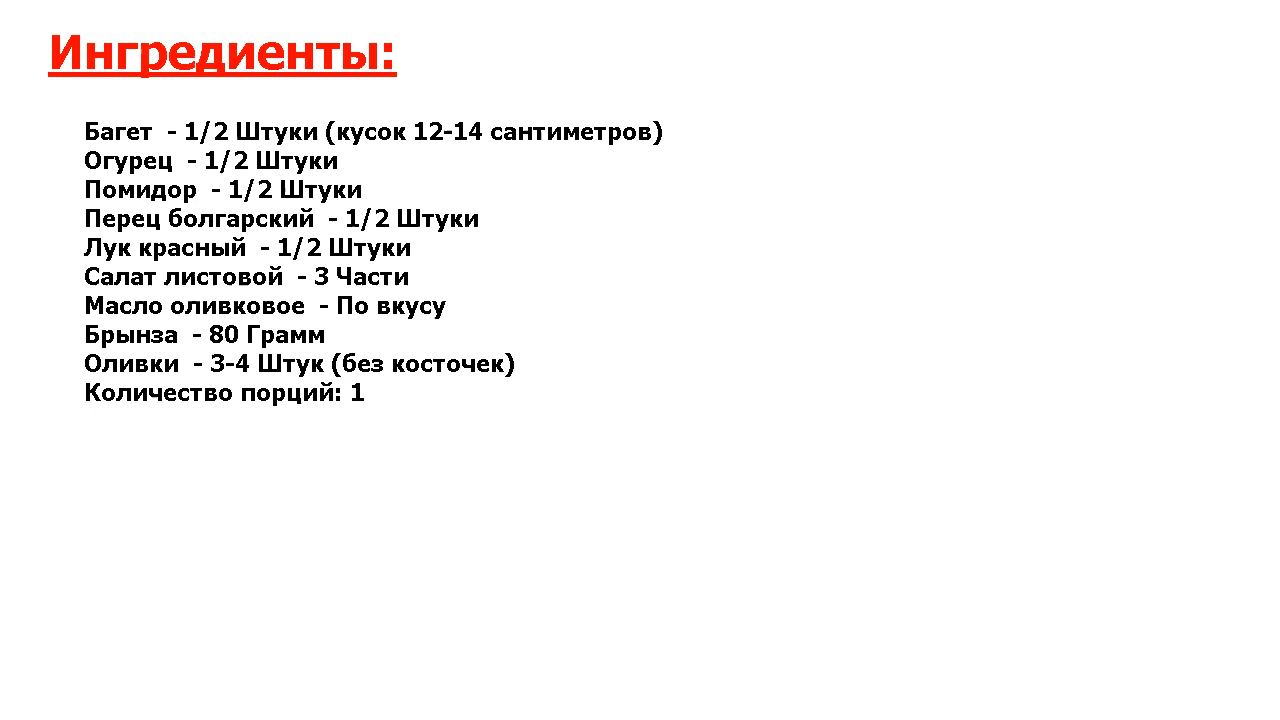 Ингредиенты:
Багет  - 1/2 Штуки (кусок 12-14 сантиметров)
Огурец  - 1/2 Штуки
Помидор  - 1/2 Штуки
Перец болгарский  - 1/2 Штуки
Лук красный  - 1/2 Штуки
Салат листовой  - 3 Части
Масло оливковое  - По вкусу
Брынза  - 80 Грамм
Оливки  - 3-4 Штук (без косточек)
Количество порций: 1